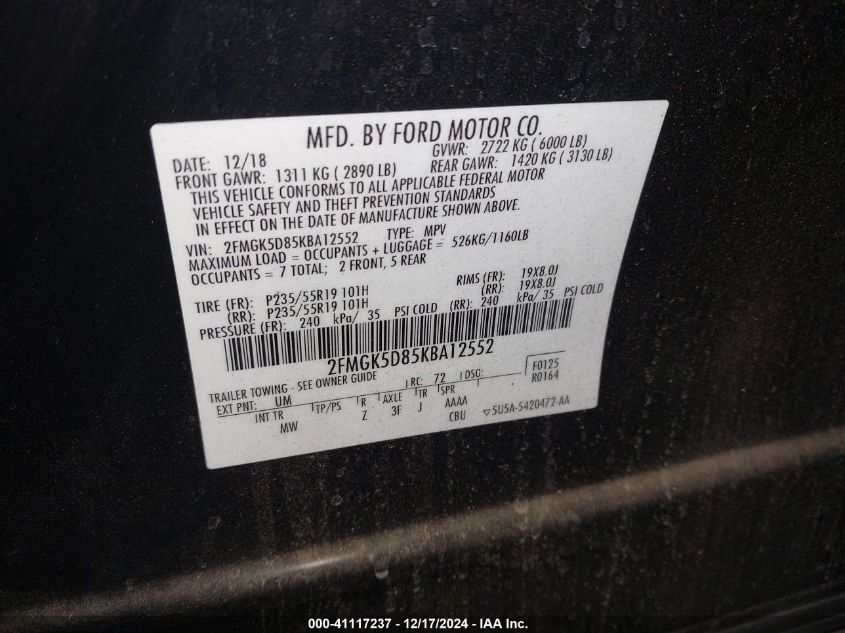 MFD. BY FORD MOTOR CO.
DATE: 12/18 GVWR: 2722 KG ( 6000 LB)
FRONT GAWR: 1311 KG ( 2890 LB) REAR GAWR: 1420 KG ( 3130 LB)
THIS VEHICLE CONFORMS TO ALL APPLICABLE FEDERAL MOTOR
VEHICLE SAFETY AND THEFT PREVENTION STANDARDS
IN EFFECT ON THE DATE OF MANUFACTURE SHOWN ABOVE.
VIN: 2FMGK5D85KBA12552 TYPE: MPV
MAXIMUM LOAD = OCCUPANTS + LUGGAGE = 526KG/1160LB
OCCUPANTS = 7 TOTAL; 2 FRONT, 5 REAR
TIRE (FR): P235/55R19 101H RIMS (FR): 19X8.0J
(RR): P235/55R19 101H (RR): 19X8.0J
PRESSURE (FR): 240 kPa/ 35 PSI COLD (RR): 240 kPa/ 35 PSI COLD
2FMGK5D85KBA12552
TRAILER TOWING - SEE OWNER GUIDE F0125
EXT PNT: UM RC: 72 DSG: R0164
INT TR TP/PS R AXLE TR SPR
MW Z 3F J AAAA
CBU ▽5U5A-5420472-AA
000-41117237 - 12/17/2024 - IAA Inc.